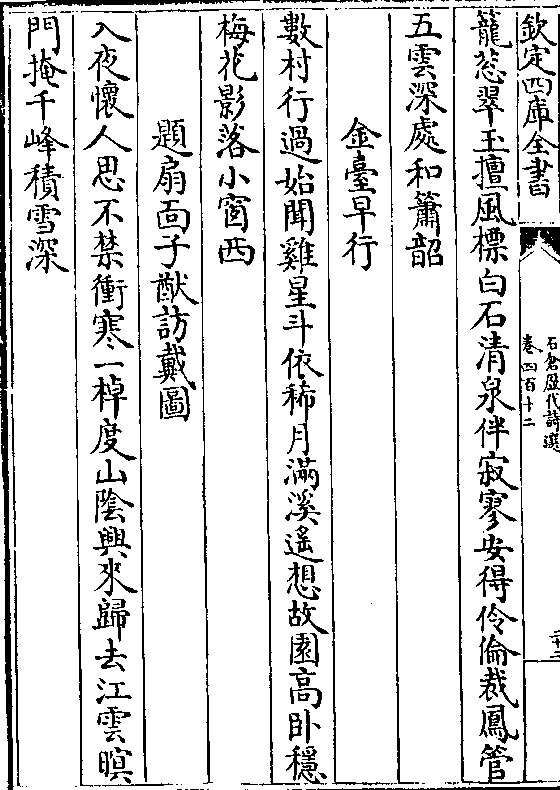 欽定四庫全書
石倉歷代詩選
卷四百十二
籠葱翠玉擅風標白石清泉伴寂寥安得伶倫裁鳳管
五雲深處和簫韶
金臺早行
數村行過始聞雞星斗依稀月滿溪遙想故園高卧穩
梅花影落小窗西
題扇面子猷訪戴圖
入夜懷人思不禁衝寒一棹度山陰興來歸去江雲暝
門掩千峰積雪深